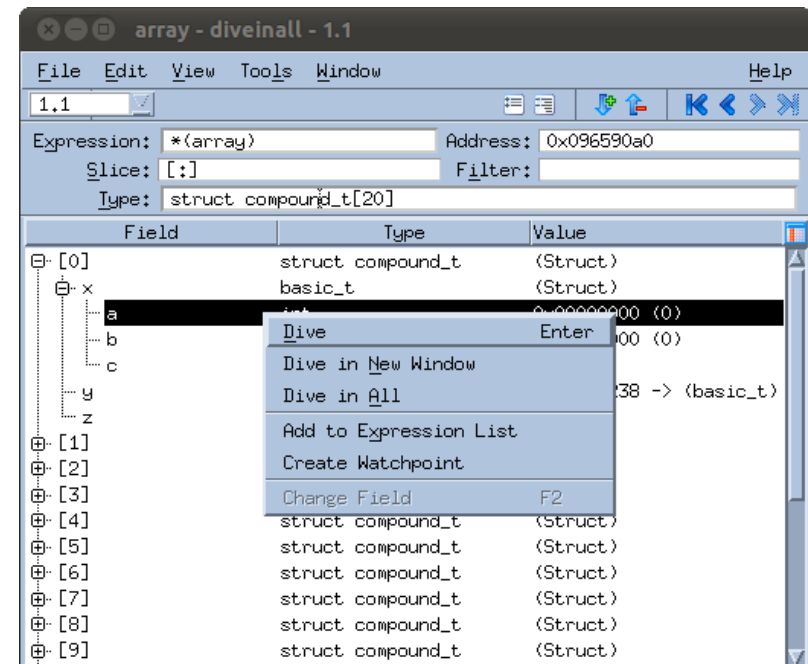 array - diveinall - 1.1
File Edit View Tools Window Help
1.1
Expression: *(array) Address: 0x096590a0
Slice: [:] Filter:
Type: struct compound_t[20]
Field Type Value
[0] struct compound_t (Struct)
x basic_t (Struct)
a (0)
Dive Enter
b 00 (0)
Dive in New Window
c
Dive in All
y 238 -> (basic_t)
z
Add to Expression List
[1]
Create Watchpoint
[2]
[3]
Change Field F2
[4] struct compound_t (Struct)
[5] struct compound_t (Struct)
[6] struct compound_t (Struct)
[7] struct compound_t (Struct)
[8] struct compound_t (Struct)
[9] struct compound_t (Struct)